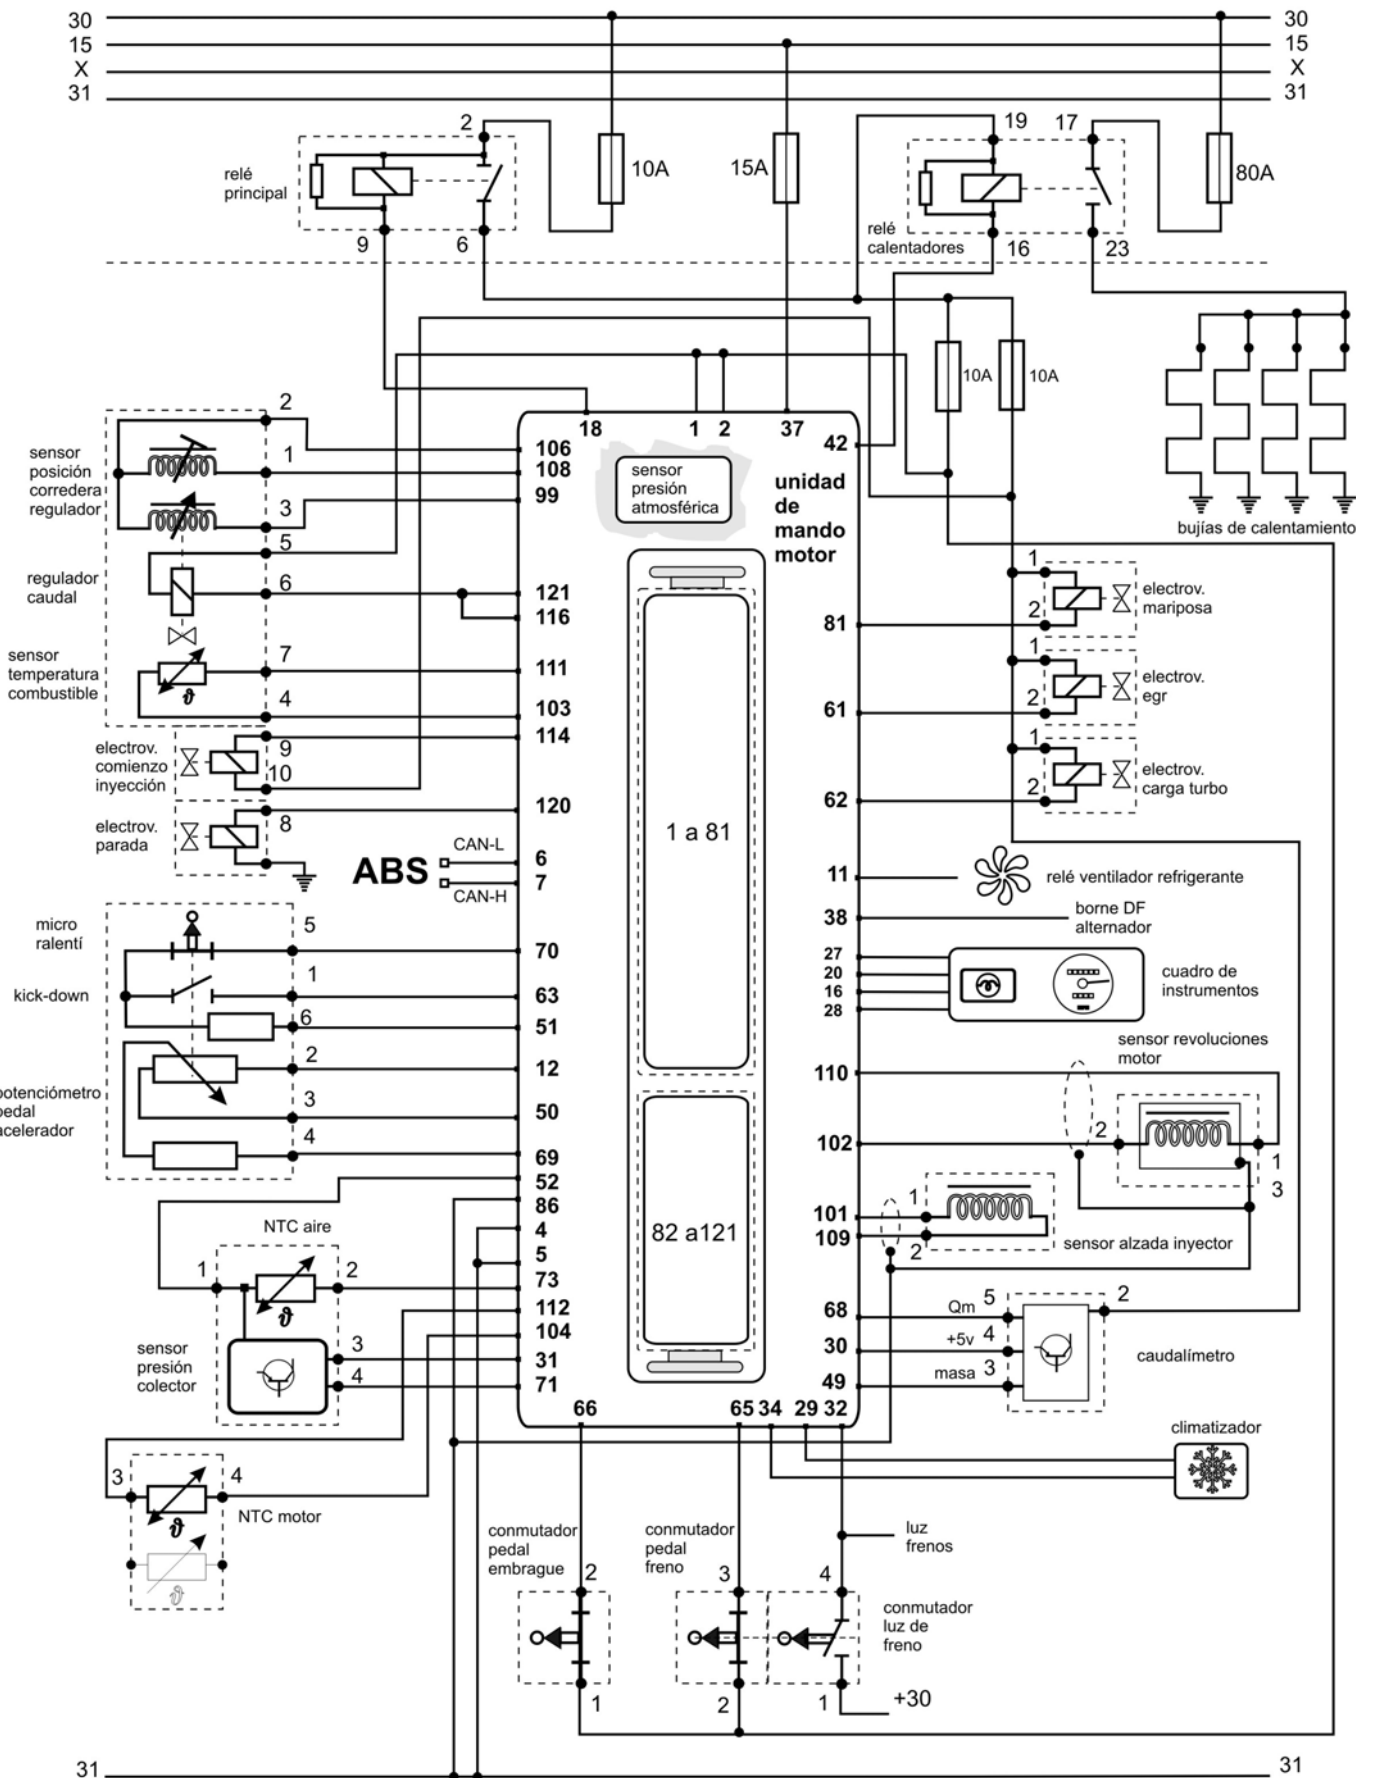 30 30
15 15
X X
31 31
2 19 17
relé
principal
10A 15A 80A
9 6
relé
calentadores
16 23
10A 10A
18 1 2 37
42
unidad
de
mando
motor
sensor
presión
atmosférica
sensor
posición
corredera
regulador
2 106
1 108
3 99
5
regulador
caudal
6 121
116
sensor
temperatura
combustible
7 111
4 103
114
electrov.
comienzo
inyección
9
10
electrov.
parada
8 120
ABS
CAN-L 6
CAN-H 7
bujías de calentamiento
1
2
81
electrov.
mariposa
1
2
61
electrov.
egr
1
2
62
electrov.
carga turbo
1 a 81
11
relé ventilador refrigerante
38
borne DF
alternador
27
20
16
28
cuadro de
instrumentos
micro
ralentí
5 70
kick-down
1 63
6 51
2 12
potenciómetro
pedal
acelerador
3 50
4 69
52
86
4
5
73
112
104
31
71
NTC aire
1 2
ϑ
sensor
presión
colector
3
4
82 a121
sensor revoluciones
motor
110
102
2
1
3
101
109
1
2
sensor alzada inyector
68 Qm 5 2
30 +5v 4
49 masa 3
caudalímetro
66 65 34 29 32
climatizador
3 4
ϑ
NTC motor
ϑ
conmutador
pedal
embrague
2
1
conmutador
pedal
freno
3
2
luz
frenos
4
conmutador
luz de
freno
1
+30
31 31